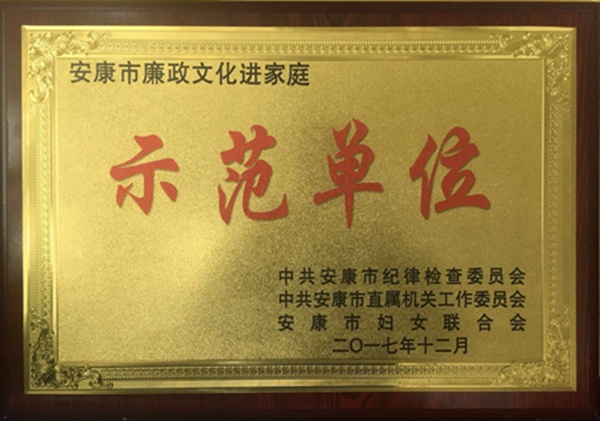 安康市廉政文化进家庭
示范单位
中共安康市纪律检查委员会
中共安康市直属机关工作委员会
安康市妇女联合会
二〇一七年十二月